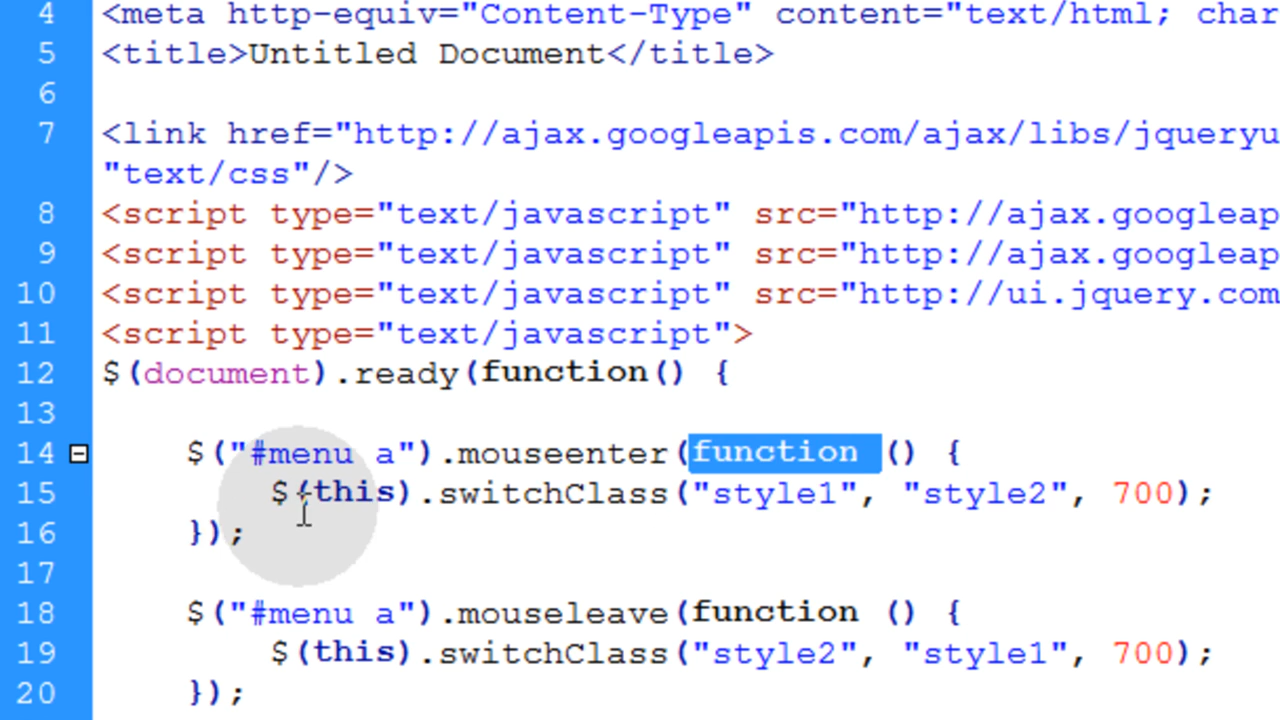 4 <meta http-equiv="Content-Type" content="text/html; char
5 <title>Untitled Document</title>
6
7 <link href="http://ajax.googleapis.com/ajax/libs/jqueryu
"text/css"/>
8 <script type="text/javascript" src="http://ajax.googleap
9 <script type="text/javascript" src="http://ajax.googleap
10 <script type="text/javascript" src="http://ui.jquery.com
11 <script type="text/javascript">
12 $(document).ready(function() {
13
14 $("#menu a").mouseenter(function () {
15 $(this).switchClass("style1", "style2", 700);
16 });
17
18 $("#menu a").mouseleave(function () {
19 $(this).switchClass("style2", "style1", 700);
20 });